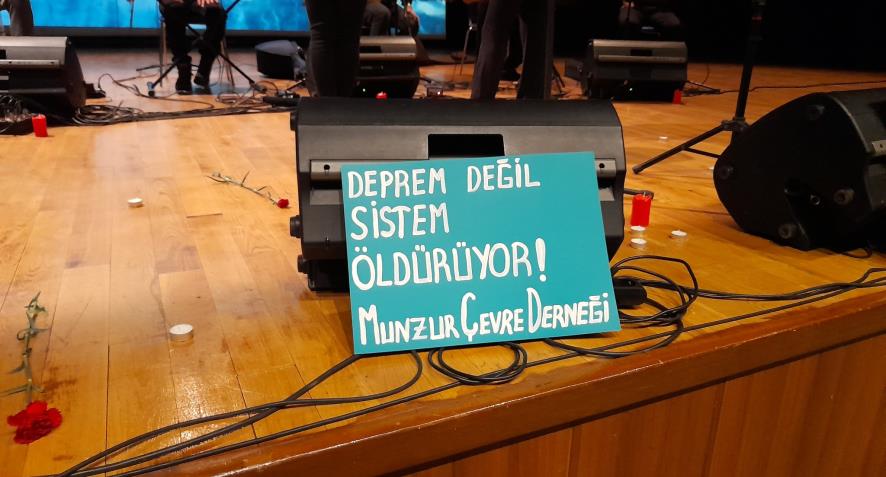 DEPREM DEĞİL
SİSTEM
ÖLDÜRÜYOR!
MUNZUR ÇEVRE DERNEĞİ